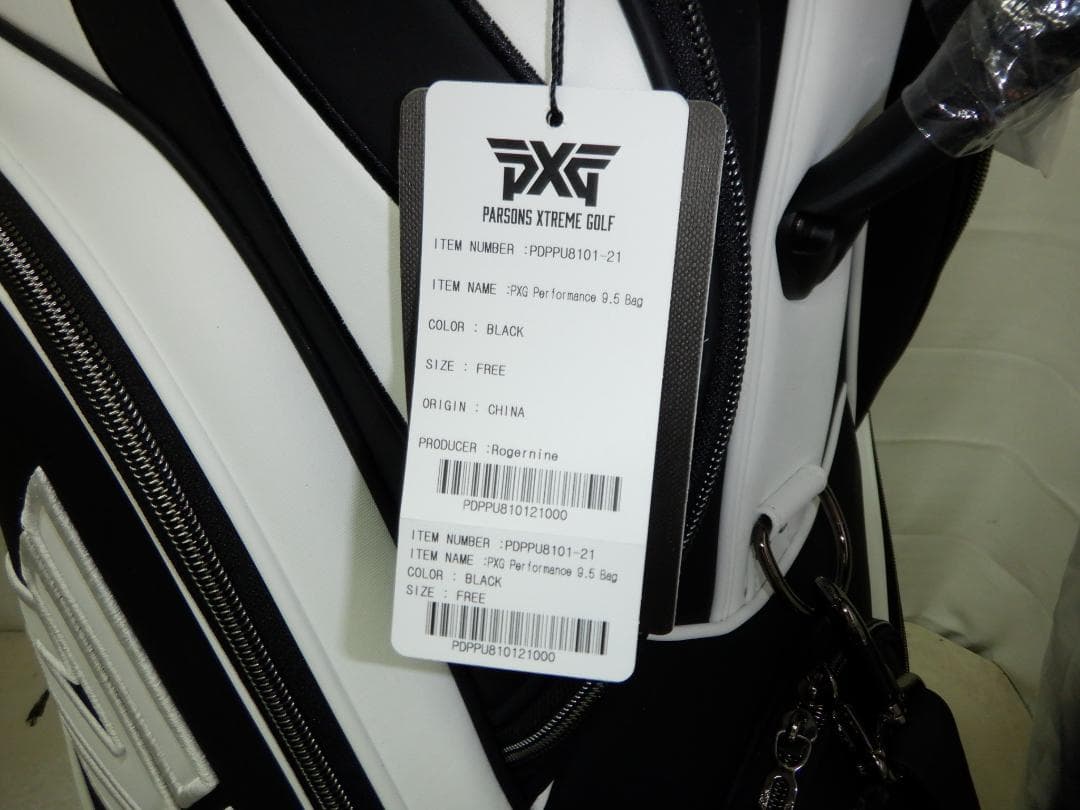 PXG
PARSONS XTREME GOLF
ITEM NUMBER :PDPPU8101-21
ITEM NAME :PXG Performance 9.5 Bag
COLOR : BLACK
SIZE : FREE
ORIGIN : CHINA
PRODUCER :Rogernine
PDPPU810121000
ITEM NUMBER :PDPPU8101-21
ITEM NAME :PXG Performance 9.5 Bag
COLOR : BLACK
SIZE : FREE
PDPPU810121000